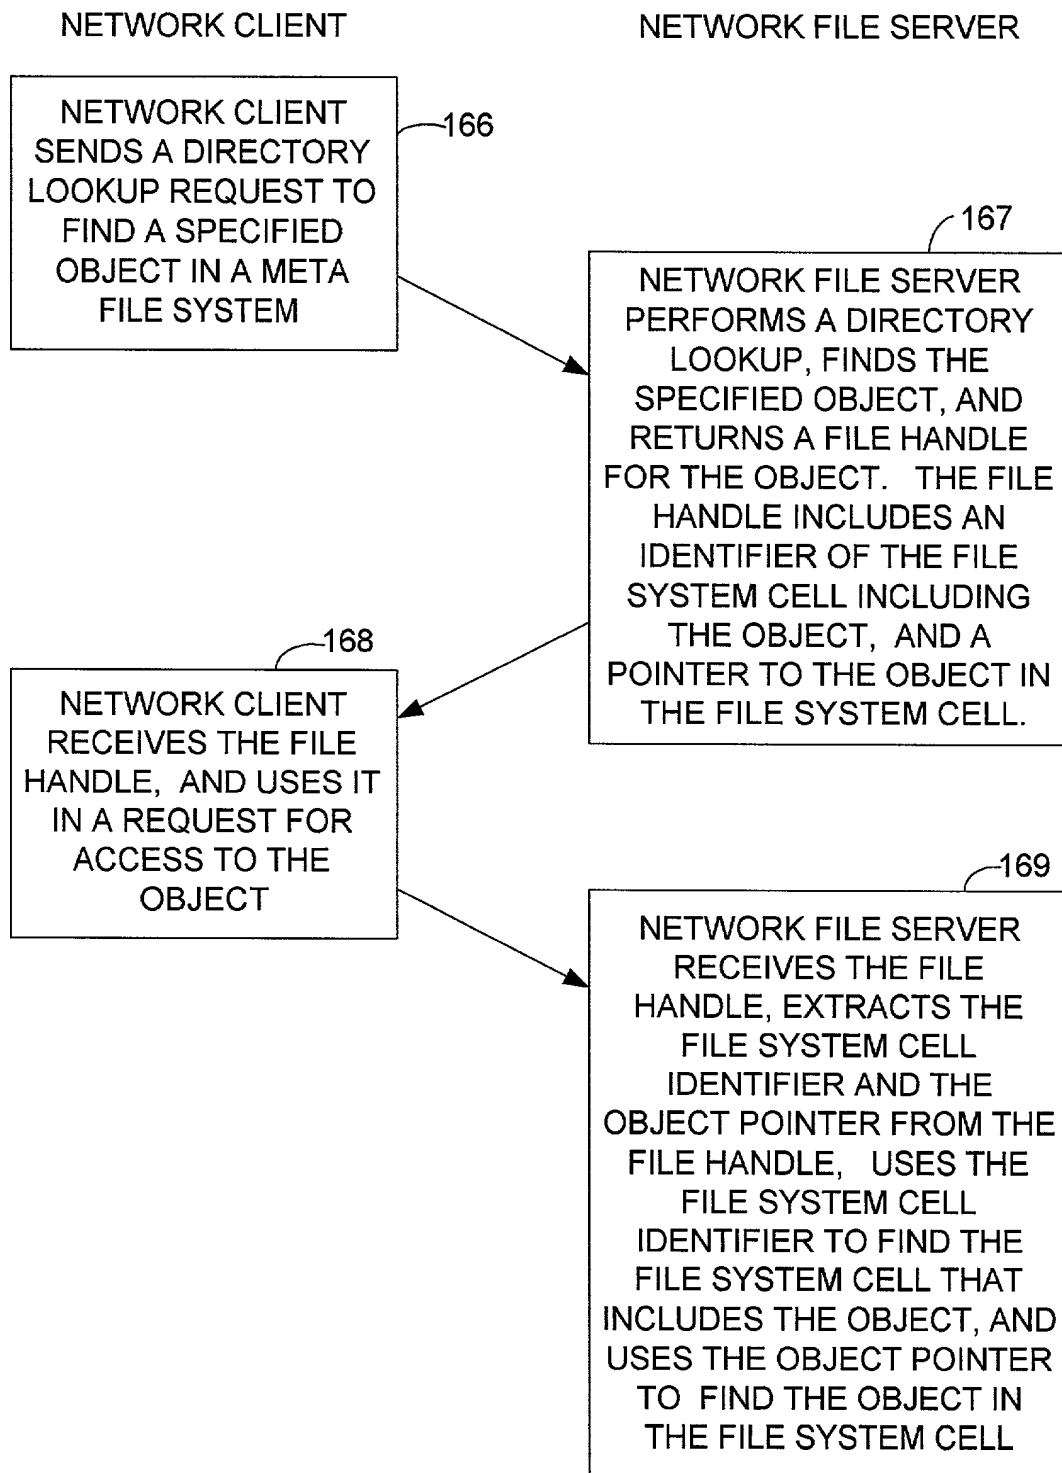 NETWORK CLIENT
NETWORK FILE SERVER
NETWORK CLIENT
SENDS A DIRECTORY
LOOKUP REQUEST TO
FIND A SPECIFIED
OBJECT IN A META
FILE SYSTEM
166
167
NETWORK FILE SERVER
PERFORMS A DIRECTORY
LOOKUP, FINDS THE
SPECIFIED OBJECT, AND
RETURNS A FILE HANDLE
FOR THE OBJECT. THE FILE
HANDLE INCLUDES AN
IDENTIFIER OF THE FILE
SYSTEM CELL INCLUDING
THE OBJECT, AND A
POINTER TO THE OBJECT IN
THE FILE SYSTEM CELL.
168
NETWORK CLIENT
RECEIVES THE FILE
HANDLE, AND USES IT
IN A REQUEST FOR
ACCESS TO THE
OBJECT
169
NETWORK FILE SERVER
RECEIVES THE FILE
HANDLE, EXTRACTS THE
FILE SYSTEM CELL
IDENTIFIER AND THE
OBJECT POINTER FROM THE
FILE HANDLE, USES THE
FILE SYSTEM CELL
IDENTIFIER TO FIND THE
FILE SYSTEM CELL THAT
INCLUDES THE OBJECT, AND
USES THE OBJECT POINTER
TO FIND THE OBJECT IN
THE FILE SYSTEM CELL